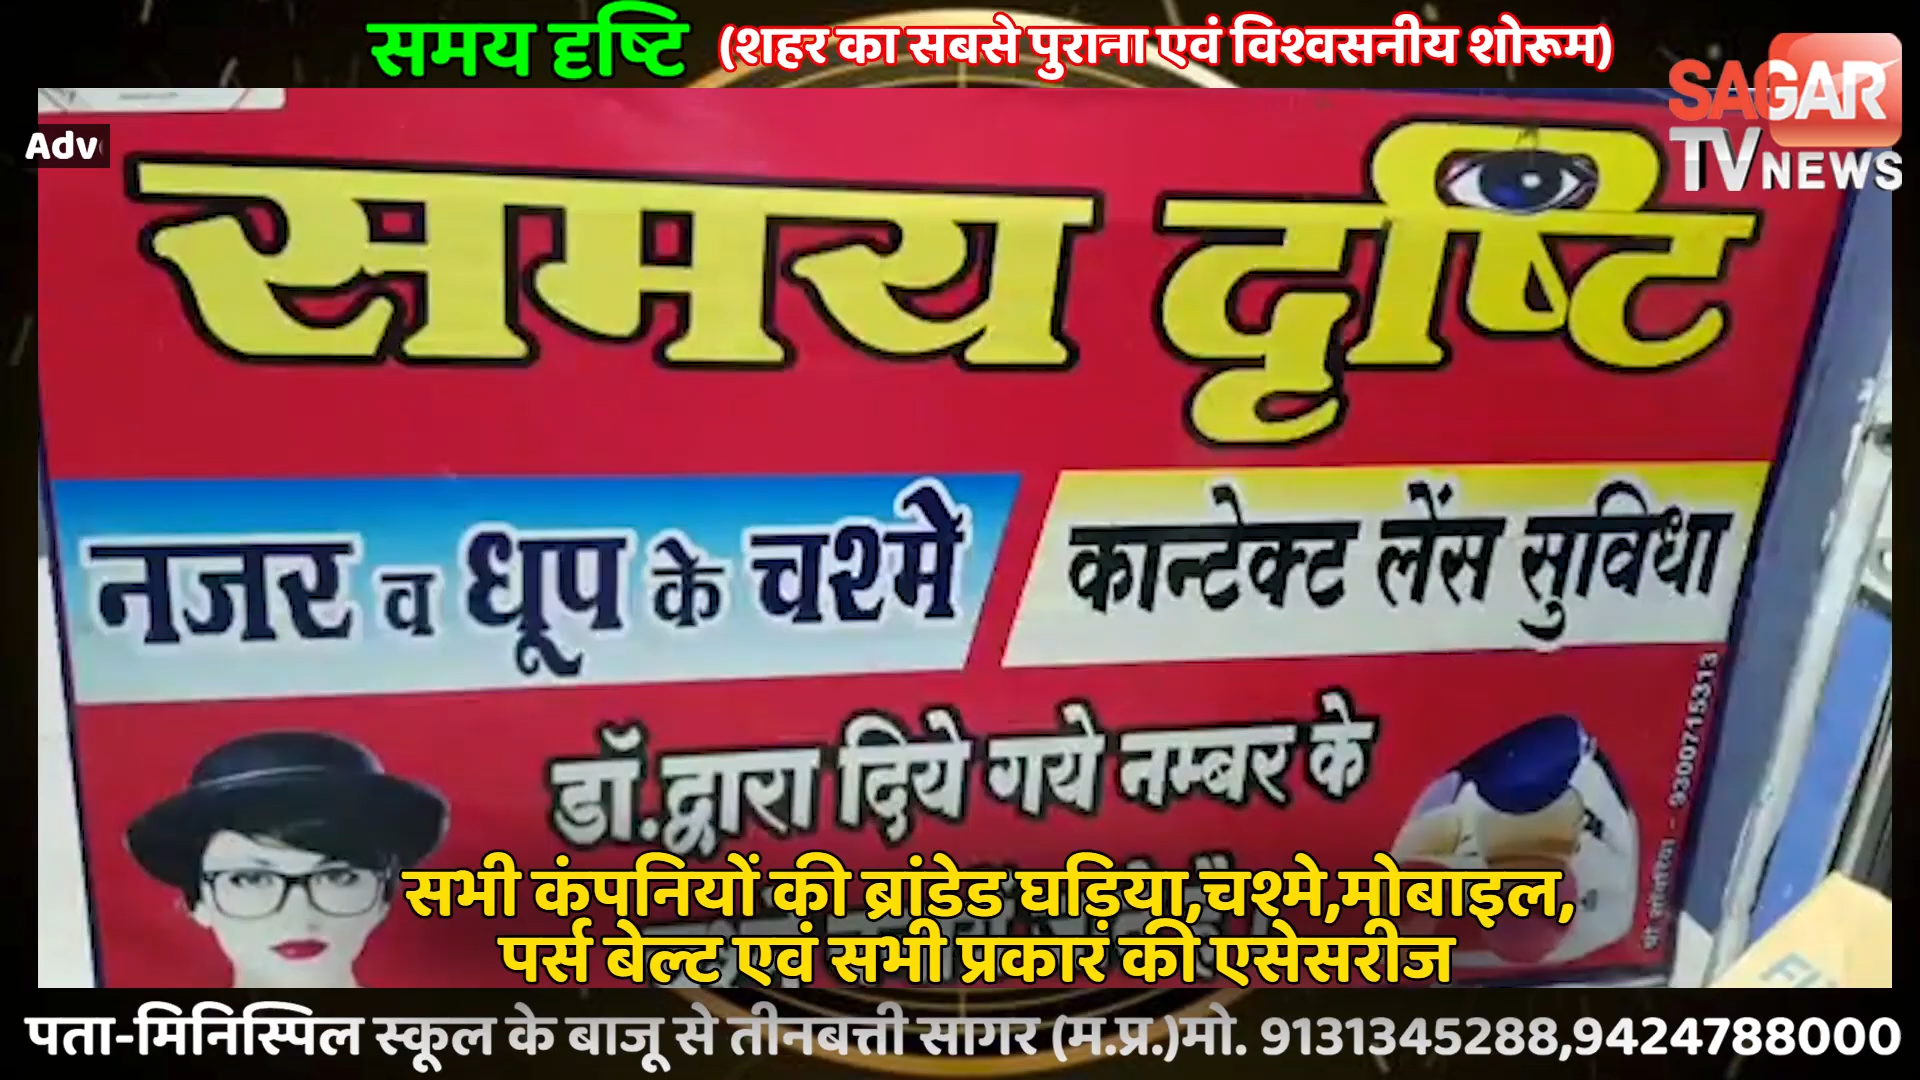 समय दृष्टि (शहर का सबसे पुराना एवं विश्वसनीय शोरूम)
SAGAR
TV NEWS
Adv
समय दृष्टि
नजर व धूप के चश्मे
कान्टेक्ट लेंस सुविधा
डॉ.द्वारा दिये गये नम्बर के
9300715313
सभी कंपनियों की ब्रांडेड घड़िया,चश्मे,मोबाइल,
पर्स बेल्ट एवं सभी प्रकार की एसेसरीज
पता-मिनिस्पिल स्कूल के बाजू से तीनबत्ती सागर (म.प्र.)मो. 9131345288,9424788000